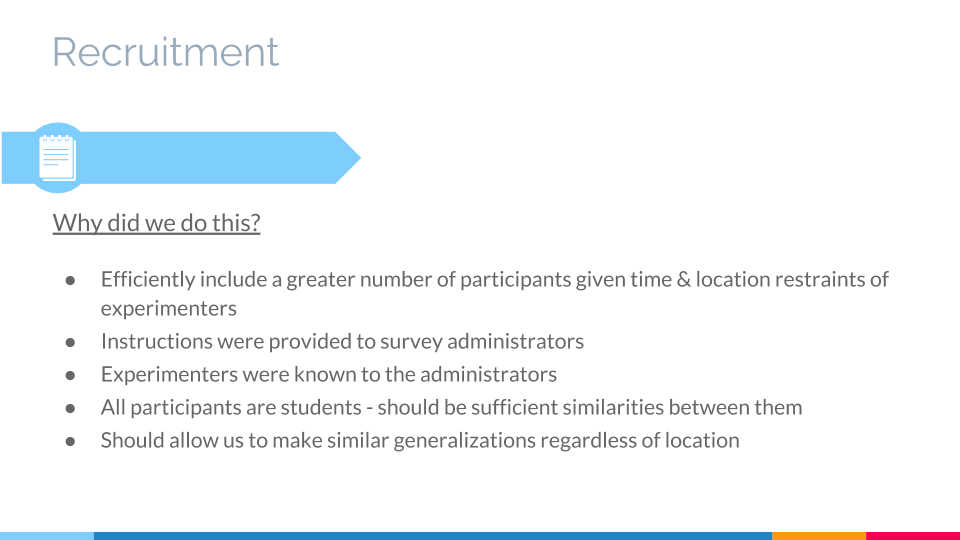 Recruitment
Why did we do this?
● Efficiently include a greater number of participants given time & location restraints of
experimenters
● Instructions were provided to survey administrators
● Experimenters were known to the administrators
● All participants are students - should be sufficient similarities between them
● Should allow us to make similar generalizations regardless of location